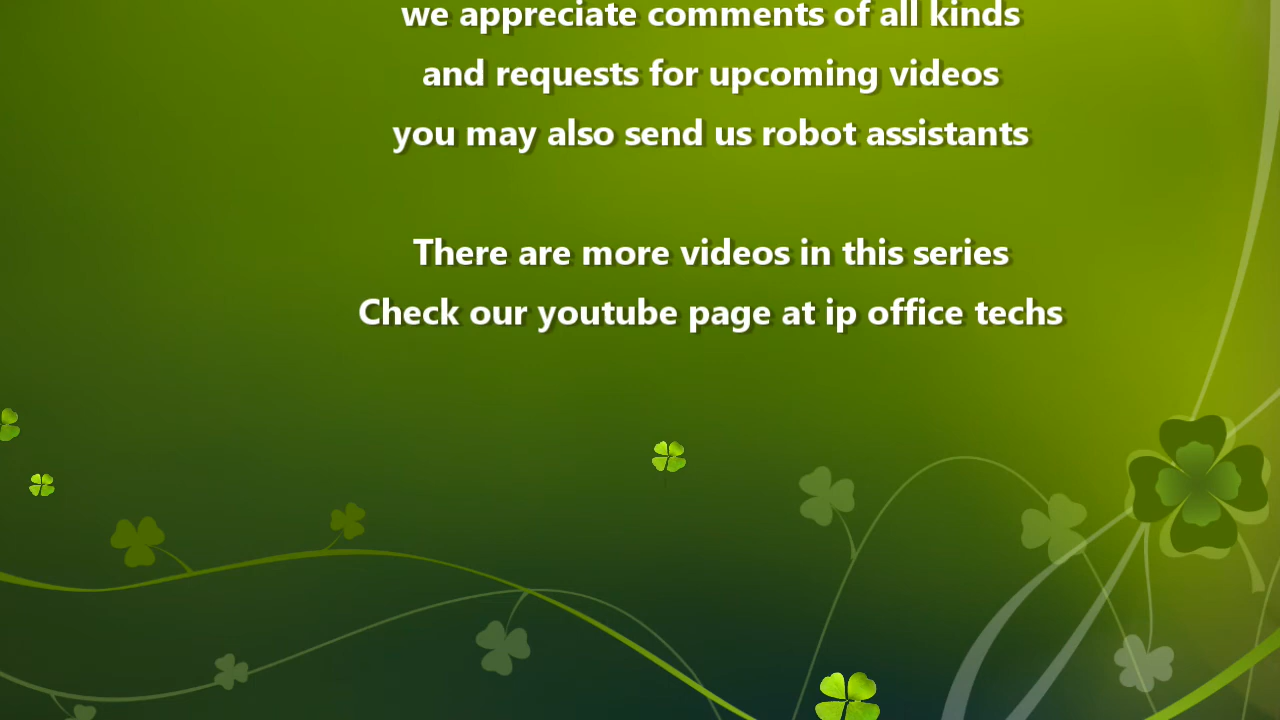 we appreciate comments of all kinds
and requests for upcoming videos
you may also send us robot assistants
There are more videos in this series
Check our youtube page at ip office techs